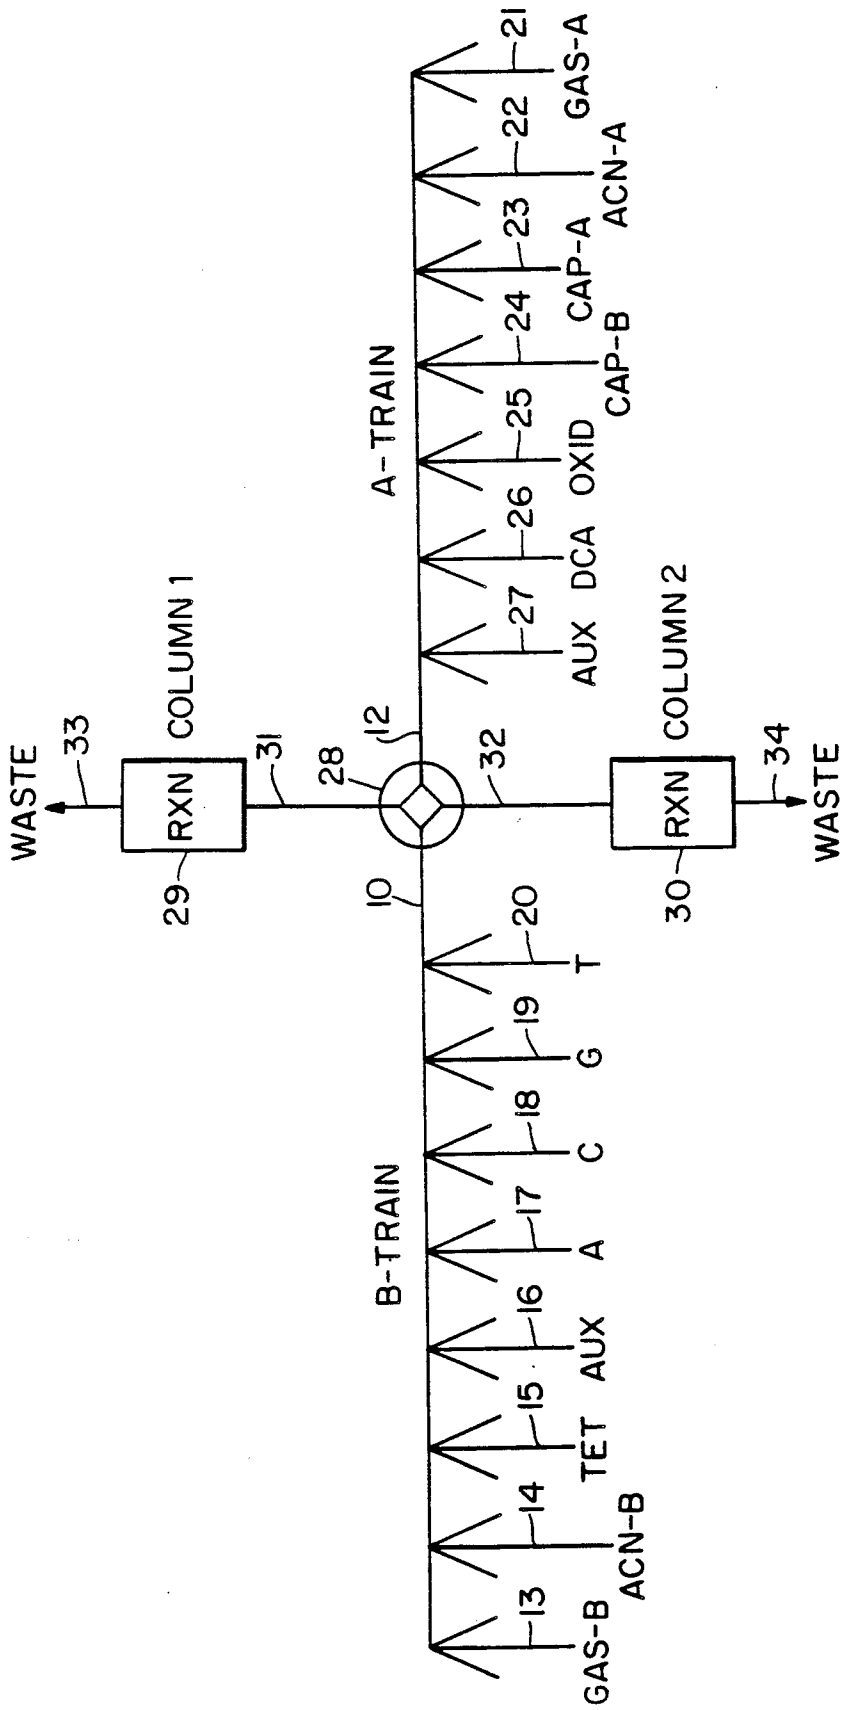 WASTE
33
COLUMN 1
RXN
29
31
28
B-TRAIN
A-TRAIN
10
12
13
14
15
16
17
18
19
20
27
26
25
24
23
22
21
GAS-B
ACN-B
TET
AUX
A
C
G
T
AUX
DCA
OXID
CAP-B
CAP-A
ACN-A
GAS-A
32
COLUMN 2
RXN
30
34
WASTE